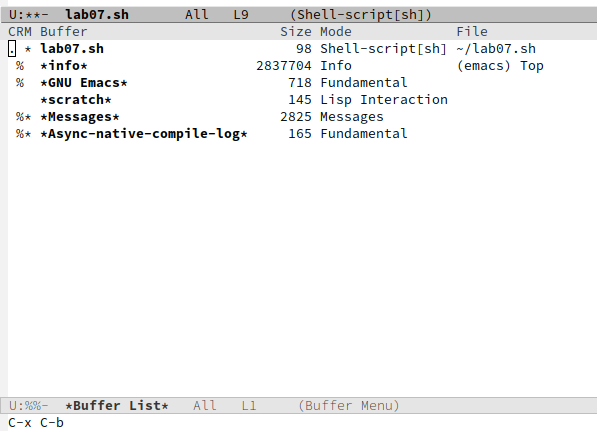 U:**-  lab07.sh       All   L9     (Shell-script[sh])
CRM Buffer                        Size Mode             File
. * lab07.sh                        98 Shell-script[sh] ~/lab07.sh
 %  *info*                     2837704 Info             (emacs) Top
 %  *GNU Emacs*                    718 Fundamental
    *scratch*                      145 Lisp Interaction
 %* *Messages*                    2825 Messages
 %* *Async-native-compile-log*     165 Fundamental
U:%%-  *Buffer List*   All   L1     (Buffer Menu)
C-x C-b